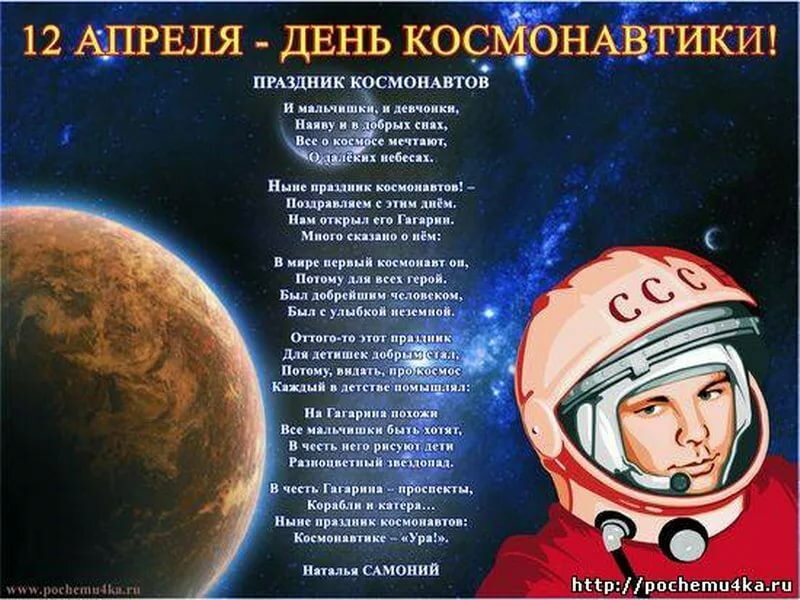 12 АПРЕЛЯ - ДЕНЬ КОСМОНАВТИКИ!
ПРАЗДНИК КОСМОНАВТОВ
И мальчишки, и девчонки,
Наяву и в добрых снах,
Все о космосе мечтают,
О далёких небесах.
Ныне праздник космонавтов! –
Поздравляем с этим днём.
Нам открыл его Гагарин.
Много сказано о нём:
В мире первый космонавт он,
Потому для всех герой.
Был добрейшим человеком,
Был с улыбкой неземной.
Оттого-то этот праздник
Для детишек добрым стал,
Потому, видать, про космос
Каждый в детстве помышлял:
На Гагарина похожи
Все мальчишки быть хотят,
В честь него рисуют дети
Разноцветный звездопад.
В честь Гагарина – проспекты,
Корабли и катера…
Ныне праздник космонавтов:
Космонавтике – «Ура!».
Наталья САМОНИЙ
СССР
www.pochemu4ka.ru
http://pochemu4ka.ru